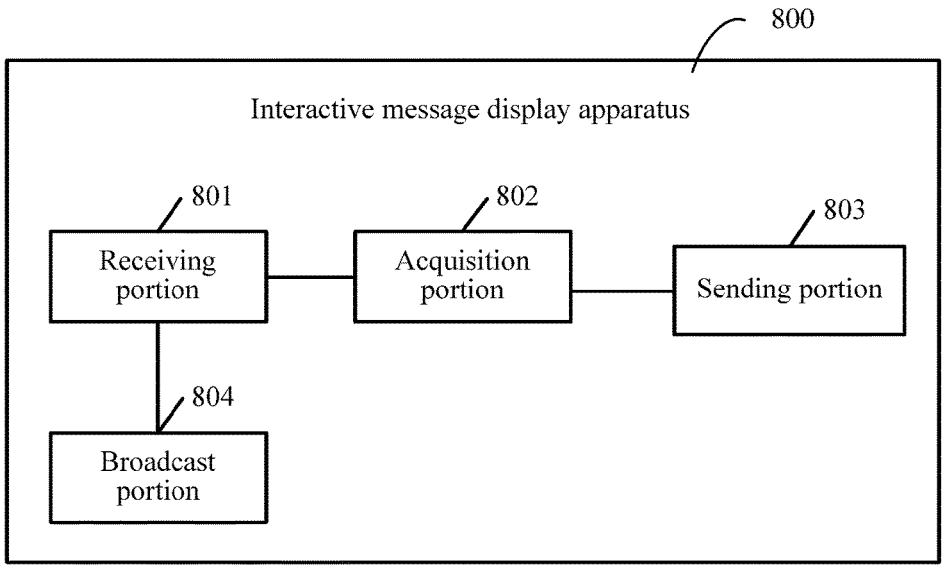 800
Interactive message display apparatus
801
802
803
Receiving
portion
Acquisition
portion
Sending portion
804
Broadcast
portion